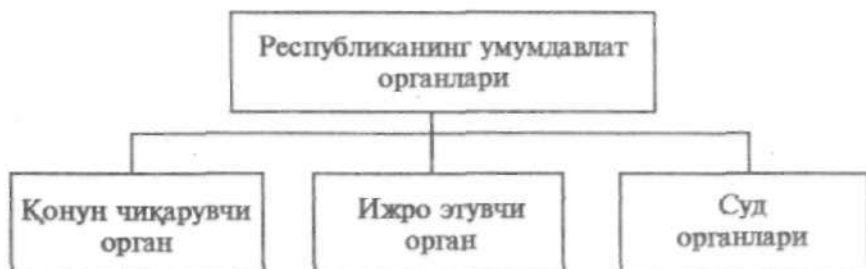 Республиканинг умумдавлат
органлари
Қонун чиқарувчи
орган
Ижро этувчи
орган
Суд
органлари